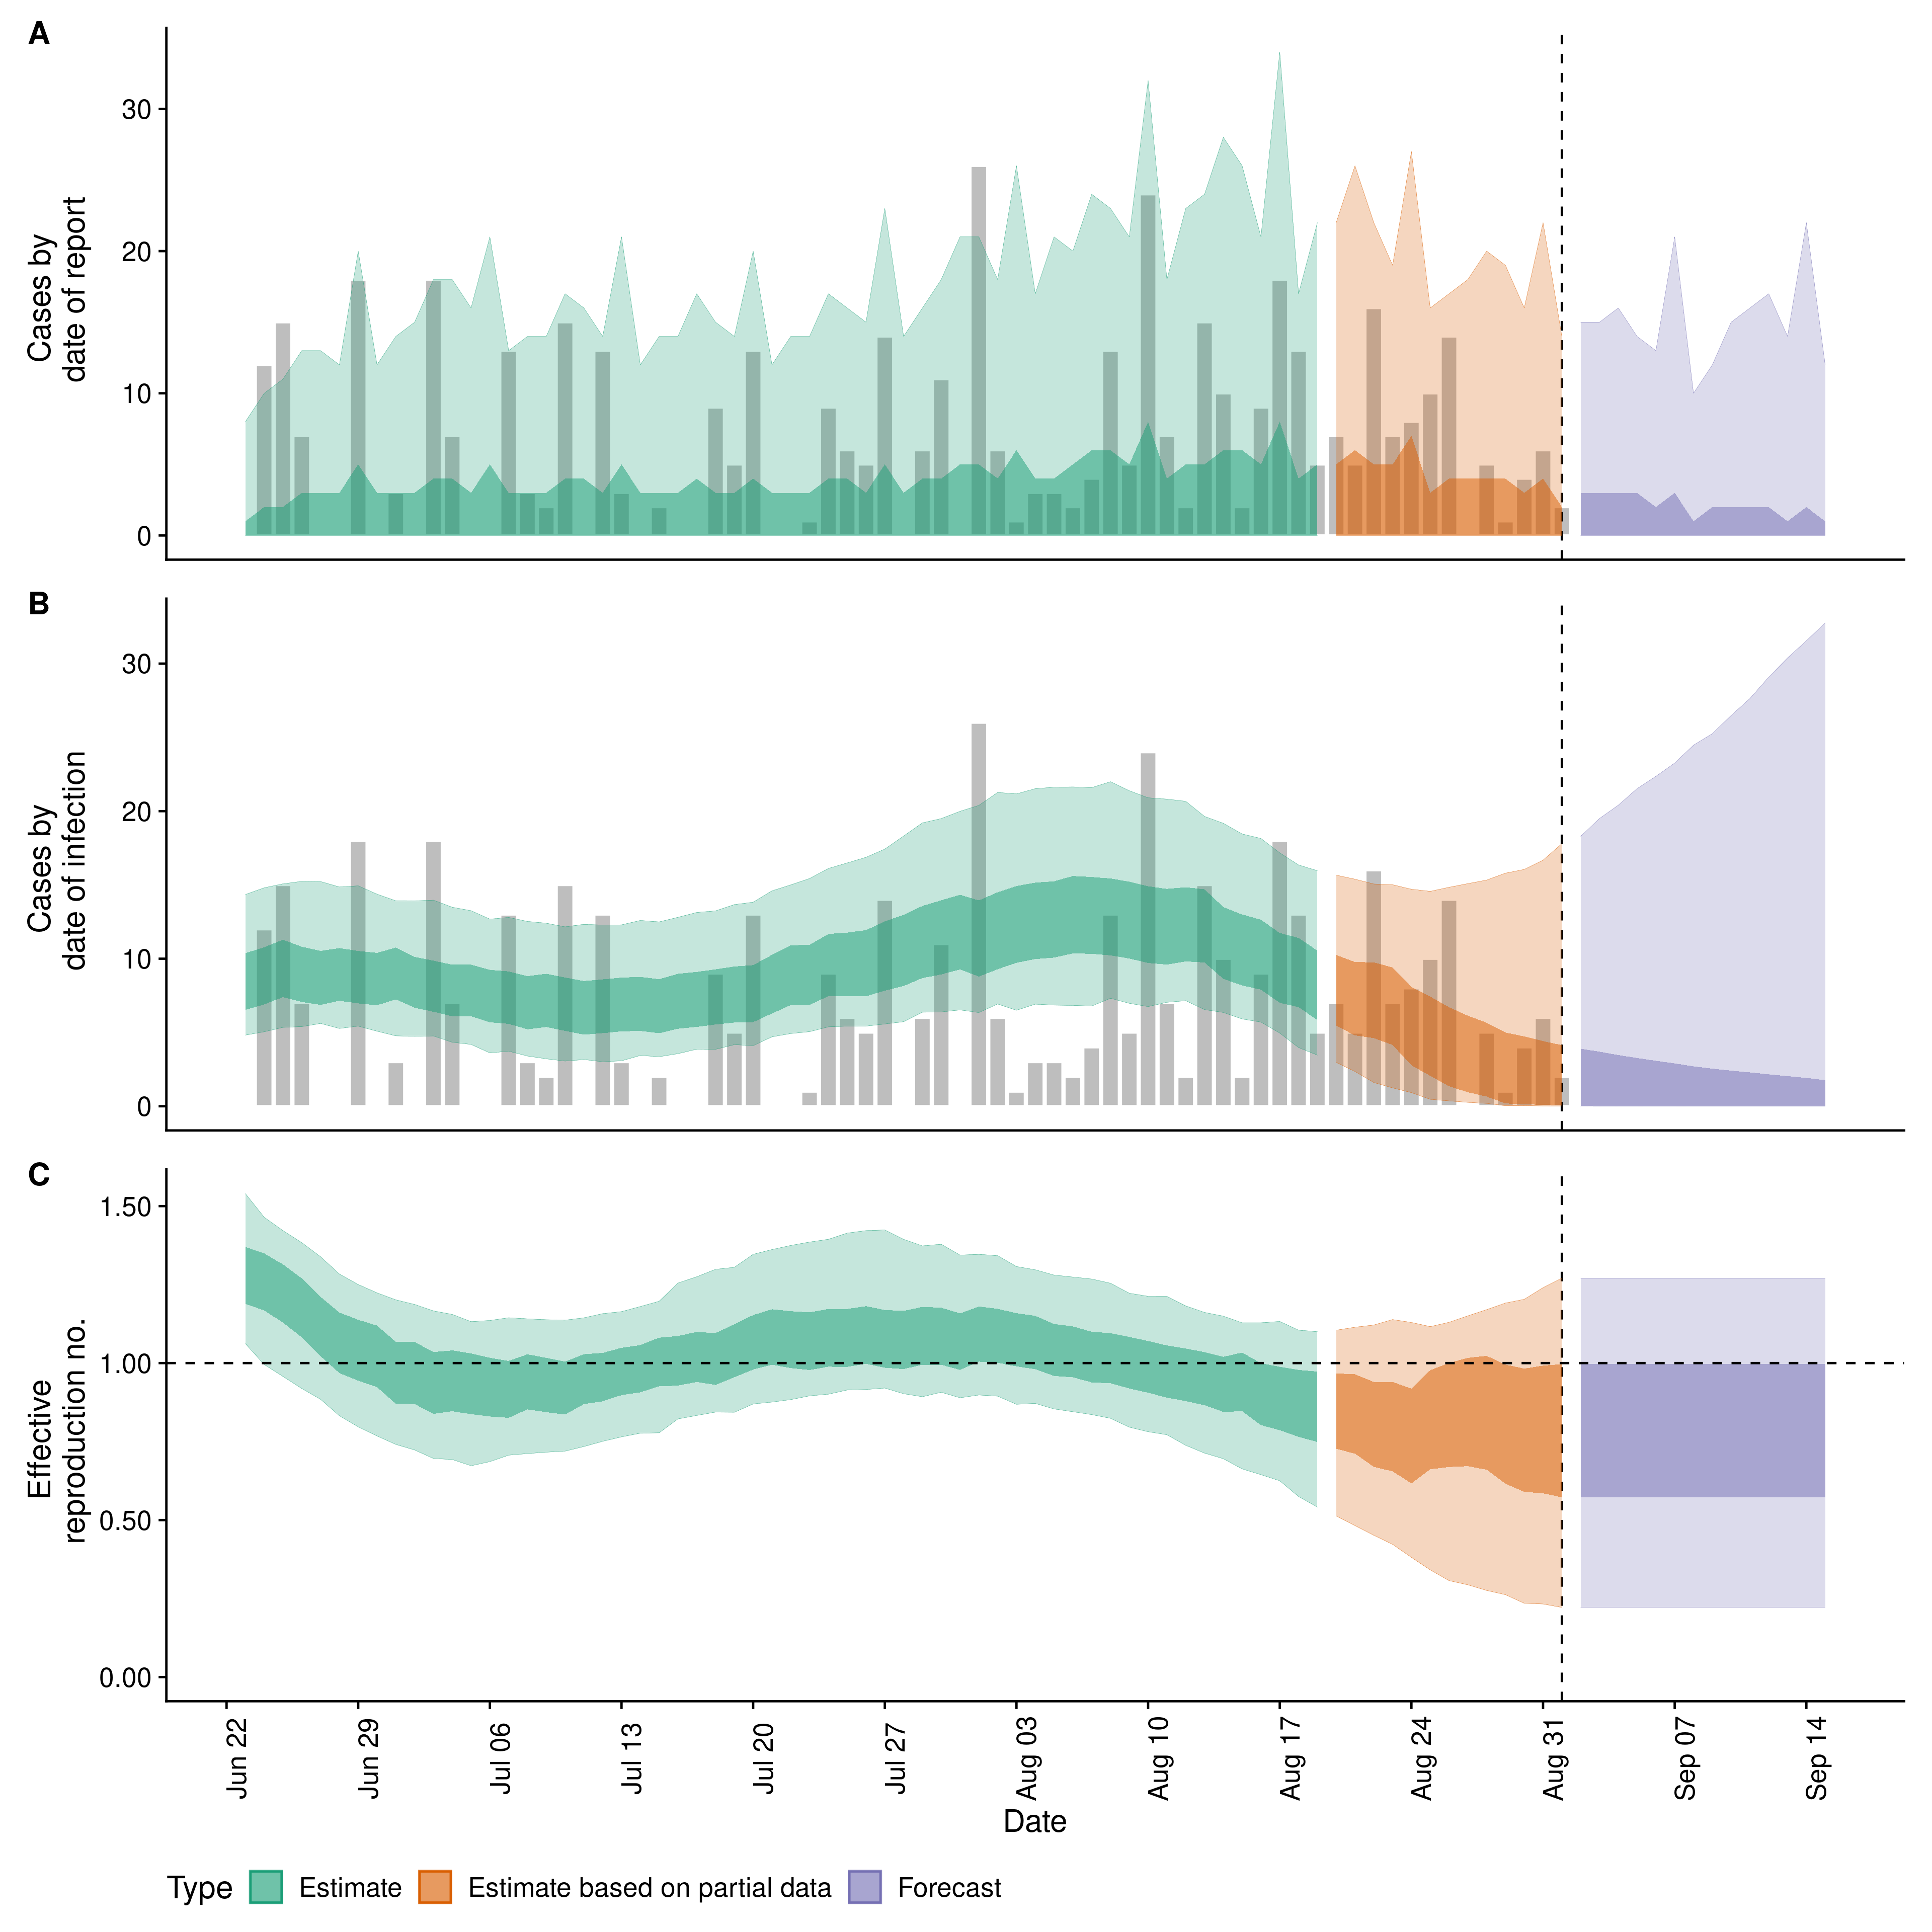 A
Cases by
date of report
30
20
10
0
B
Cases by
date of infection
30
20
10
0
C
Effective
reproduction no.
1.50
1.00
0.50
0.00
Jun 22
Jun 29
Jul 06
Jul 13
Jul 20
Jul 27
Aug 03
Aug 10
Aug 17
Aug 24
Aug 31
Sep 07
Sep 14
Date
Type Estimate Estimate based on partial data Forecast